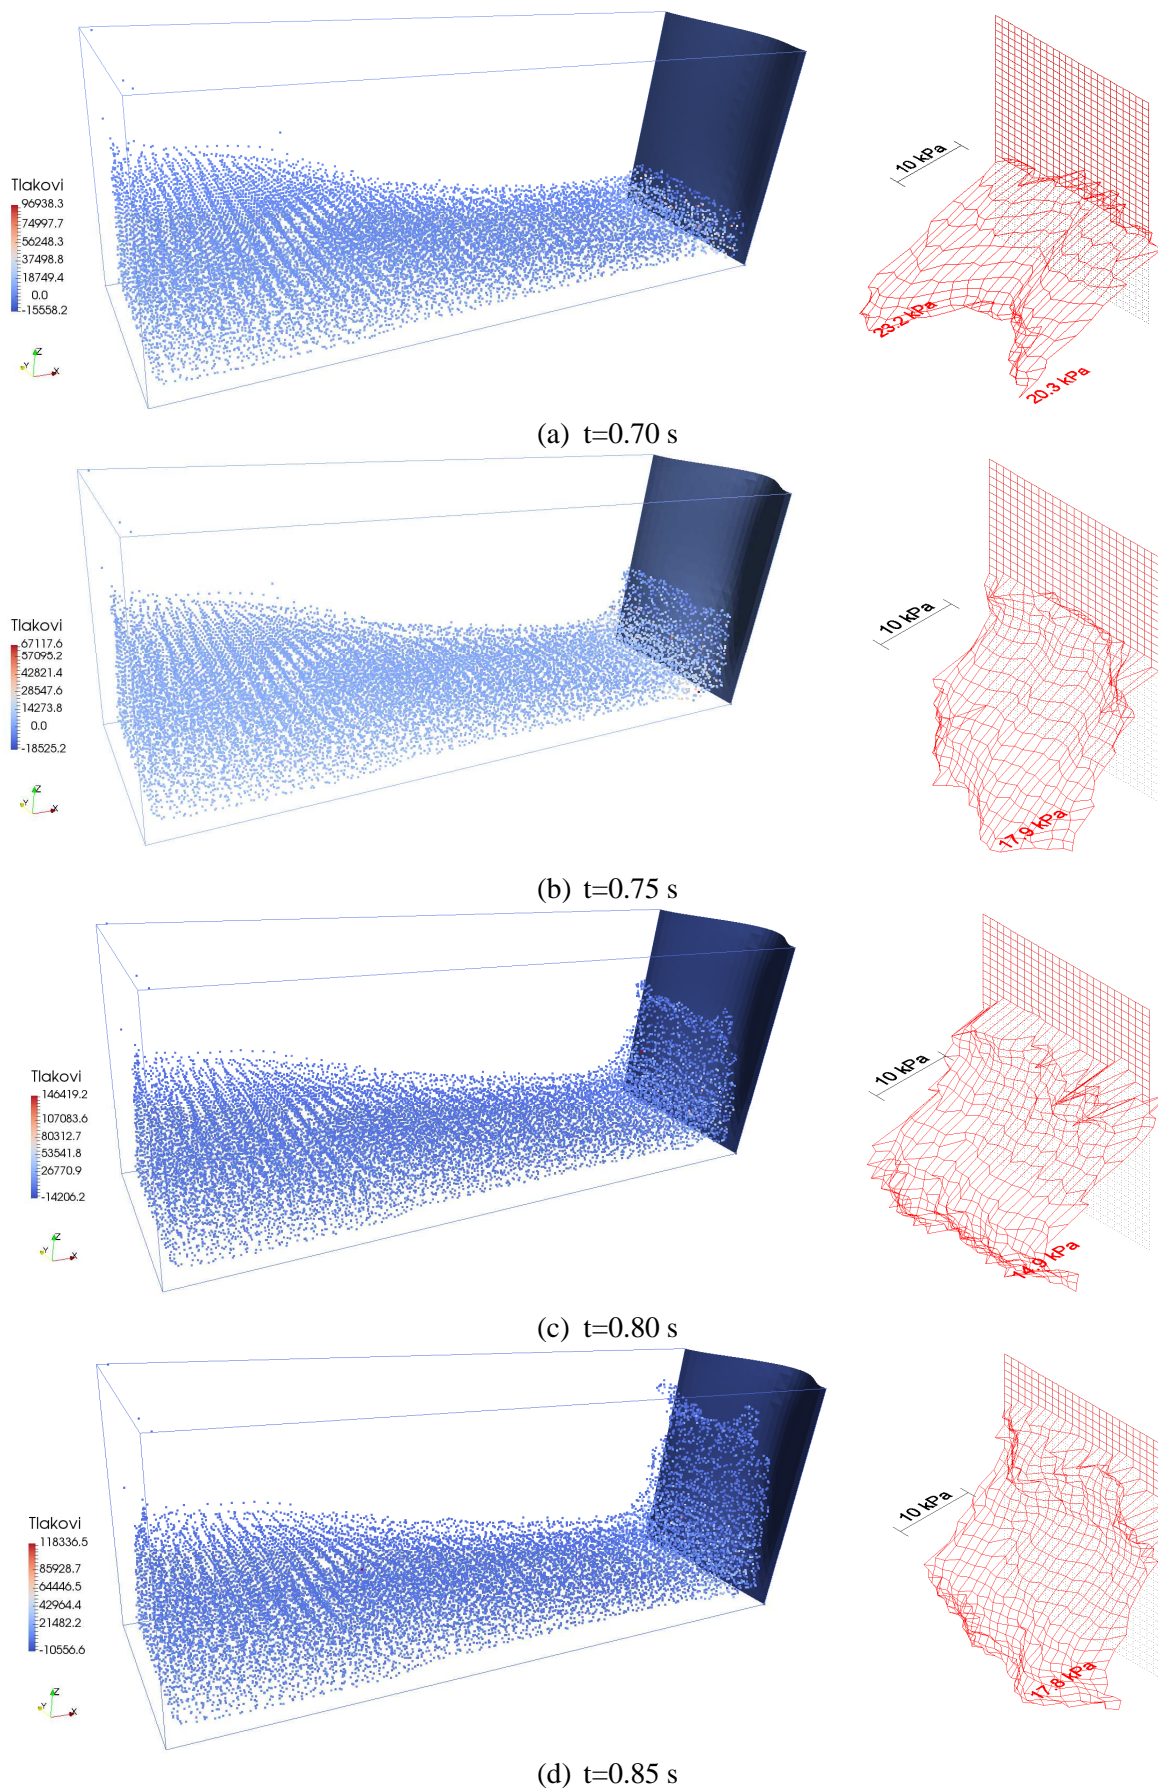 Tlakovi
96938.3
74997.7
56248.3
37498.8
18749.4
0.0
-15558.2
Z
Y
X
10 kPa
23.2 kPa
20.3 kPa
(a) t=0.70 s
Tlakovi
67117.6
57095.2
42821.4
28547.6
14273.8
0.0
-18525.2
Z
Y
X
10 kPa
17.9 kPa
(b) t=0.75 s
Tlakovi
146419.2
107083.6
80312.7
53541.8
26770.9
-14206.2
Z
Y
X
10 kPa
14.9 kPa
(c) t=0.80 s
Tlakovi
118336.5
85928.7
64446.5
42964.4
21482.2
-10556.6
Z
Y
X
10 kPa
17.8 kPa
(d) t=0.85 s